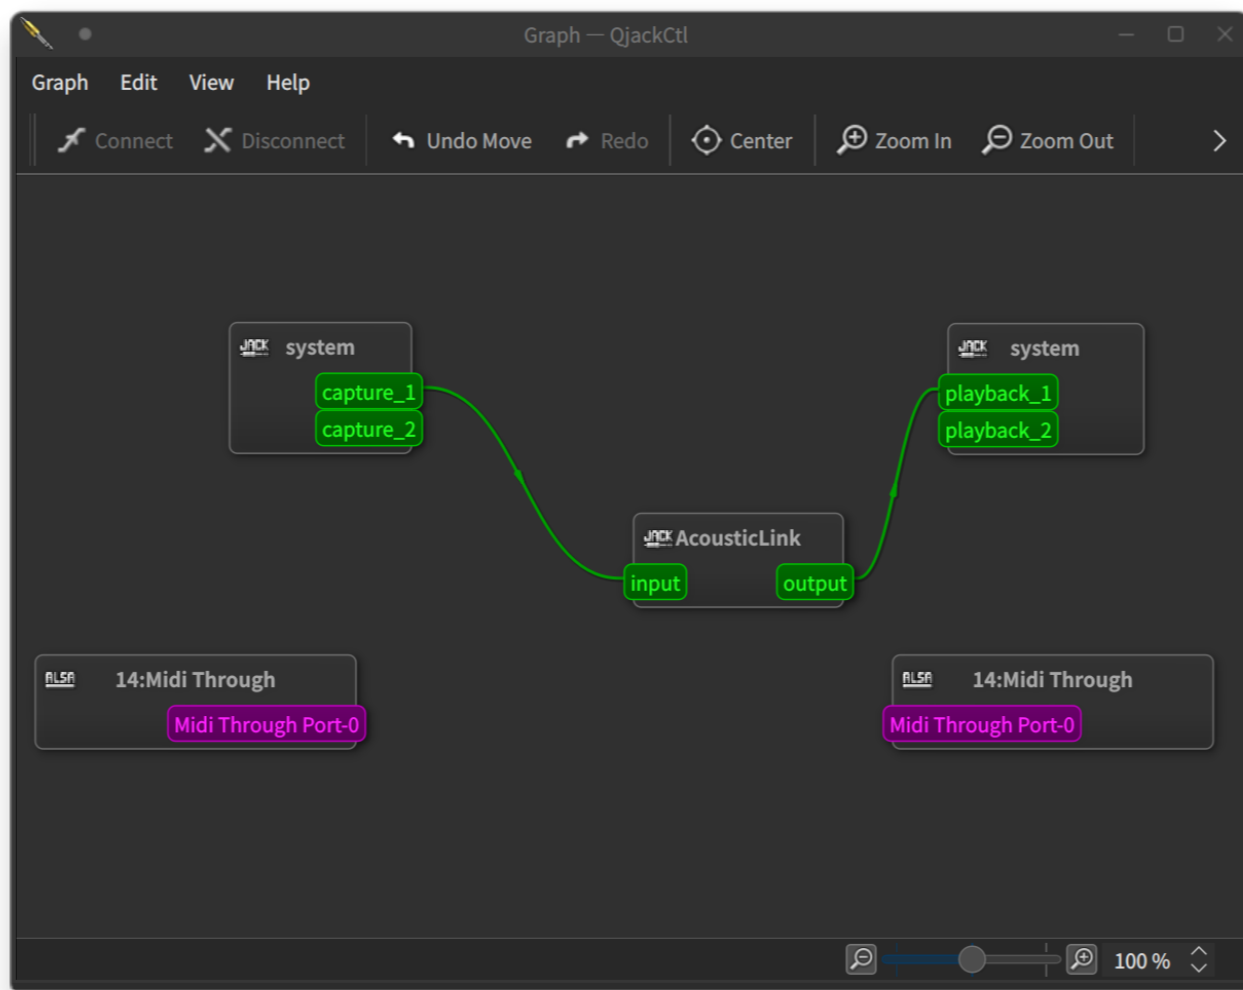 Graph — QjackCtl
Graph Edit View Help
Connect Disconnect Undo Move Redo Center Zoom In Zoom Out
JACK system
capture_1
capture_2
JACK system
playback_1
playback_2
JACK AcousticLink
input output
ALSA 14:Midi Through
Midi Through Port-0
ALSA 14:Midi Through
Midi Through Port-0
100 %